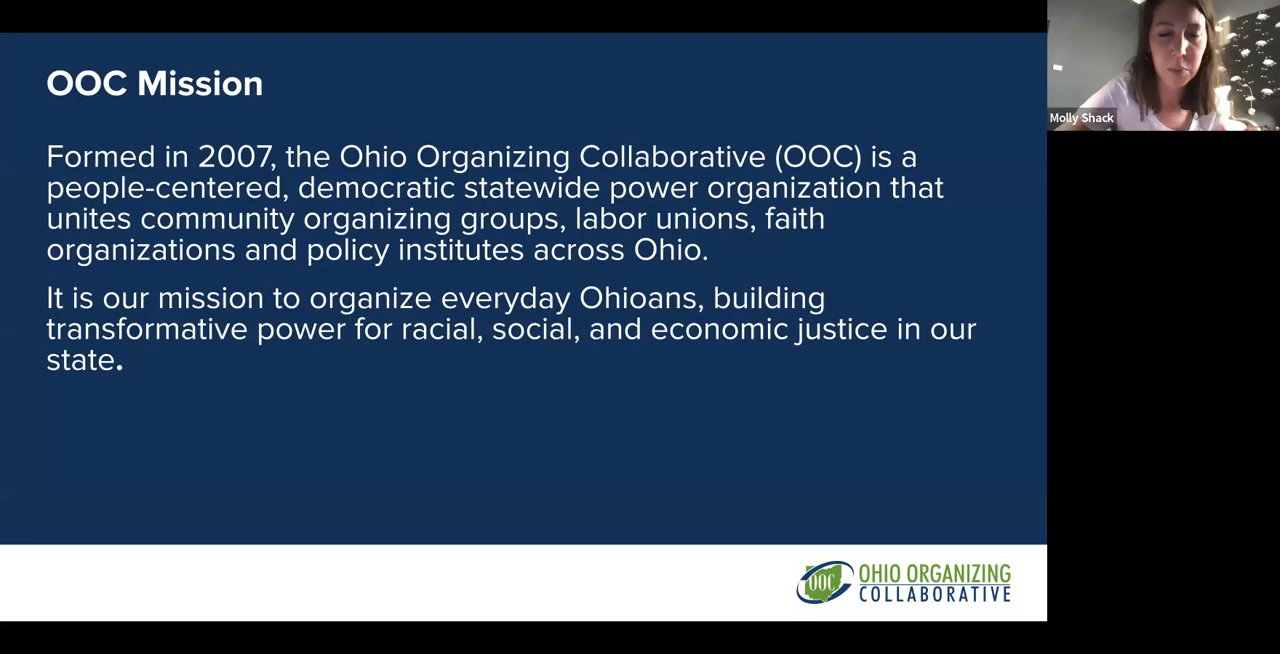 OOC Mission
Formed in 2007, the Ohio Organizing Collaborative (OOC) is a
people-centered, democratic statewide power organization that
unites community organizing groups, labor unions, faith
organizations and policy institutes across Ohio.
It is our mission to organize everyday Ohioans, building
transformative power for racial, social, and economic justice in our
state.
Molly Shack
OOC
OHIO ORGANIZING
COLLABORATIVE